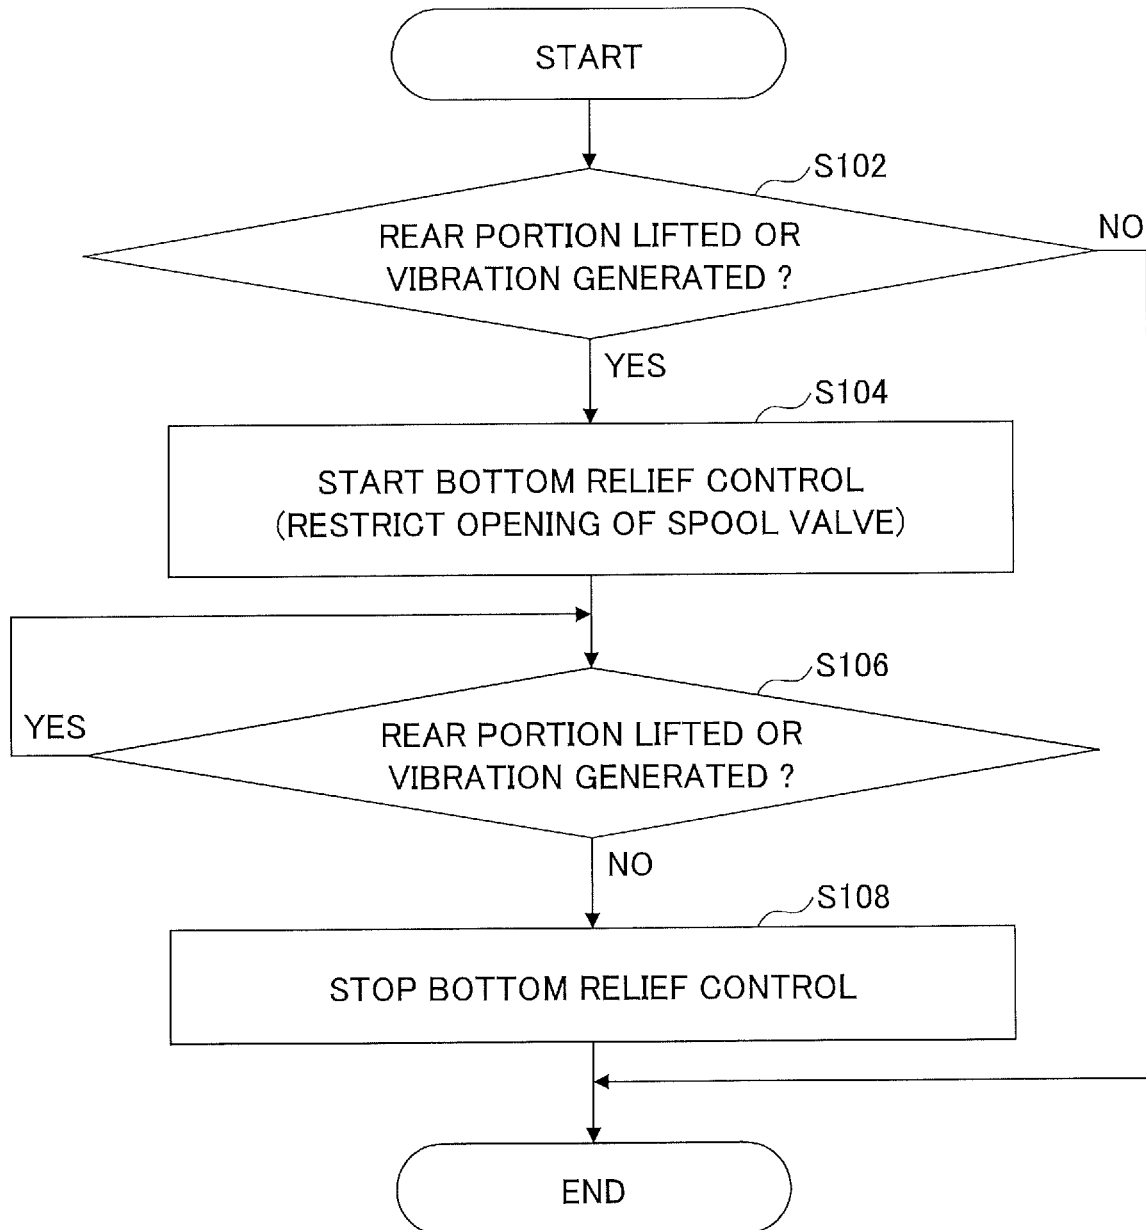 START
S102
REAR PORTION LIFTED OR
VIBRATION GENERATED ?
NO
YES
S104
START BOTTOM RELIEF CONTROL
(RESTRICT OPENING OF SPOOL VALVE)
S106
YES
REAR PORTION LIFTED OR
VIBRATION GENERATED ?
NO
S108
STOP BOTTOM RELIEF CONTROL
END